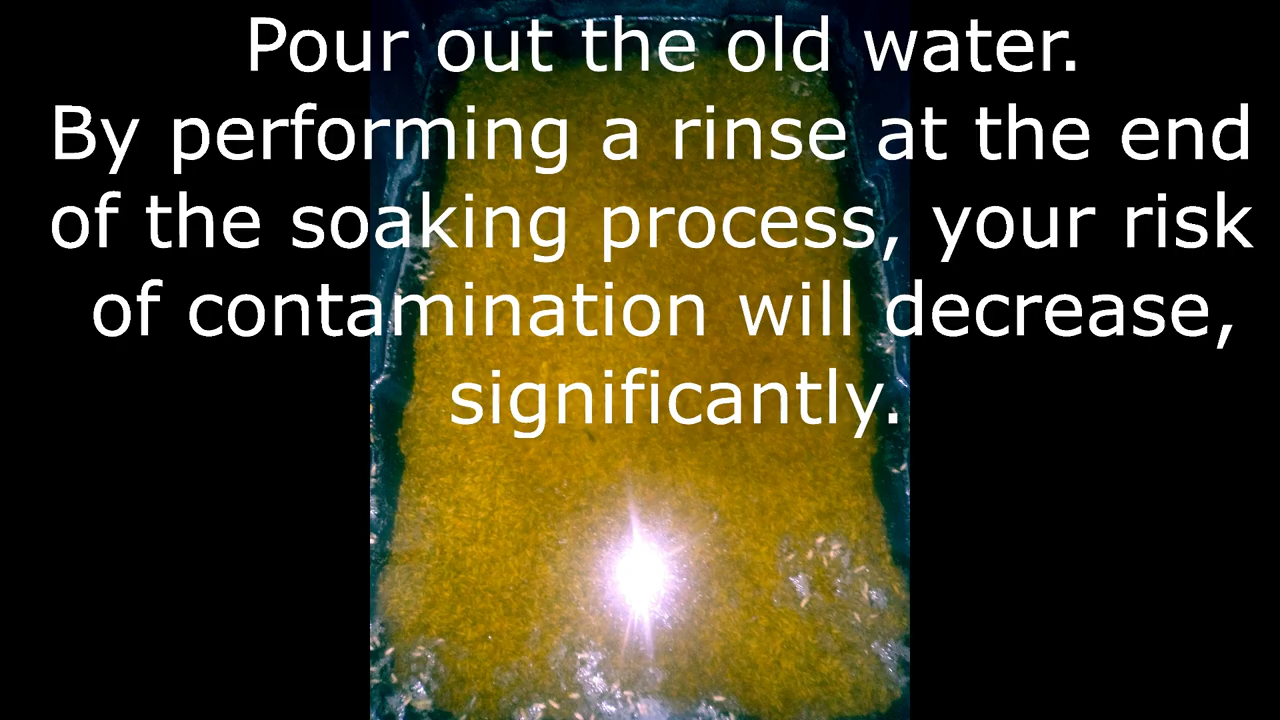 Pour out the old water.
By performing a rinse at the end
of the soaking process, your risk
of contamination will decrease,
significantly.